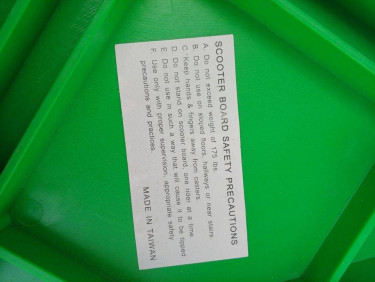 SCOOTER BOARD SAFETY PRECAUTIONS
A. Do not exceed weight of 175 lbs.
B. Do not use on sloped floors, hallways or near stairs.
C. Keep hands & fingers away from casters.
D. Do not stand on scooter board, one rider at a time.
E. Do not use in such a way that will cause it to be tipped.
F. Use only with proper supervision, appropriate safety
precautions and practices.
MADE IN TAIWAN